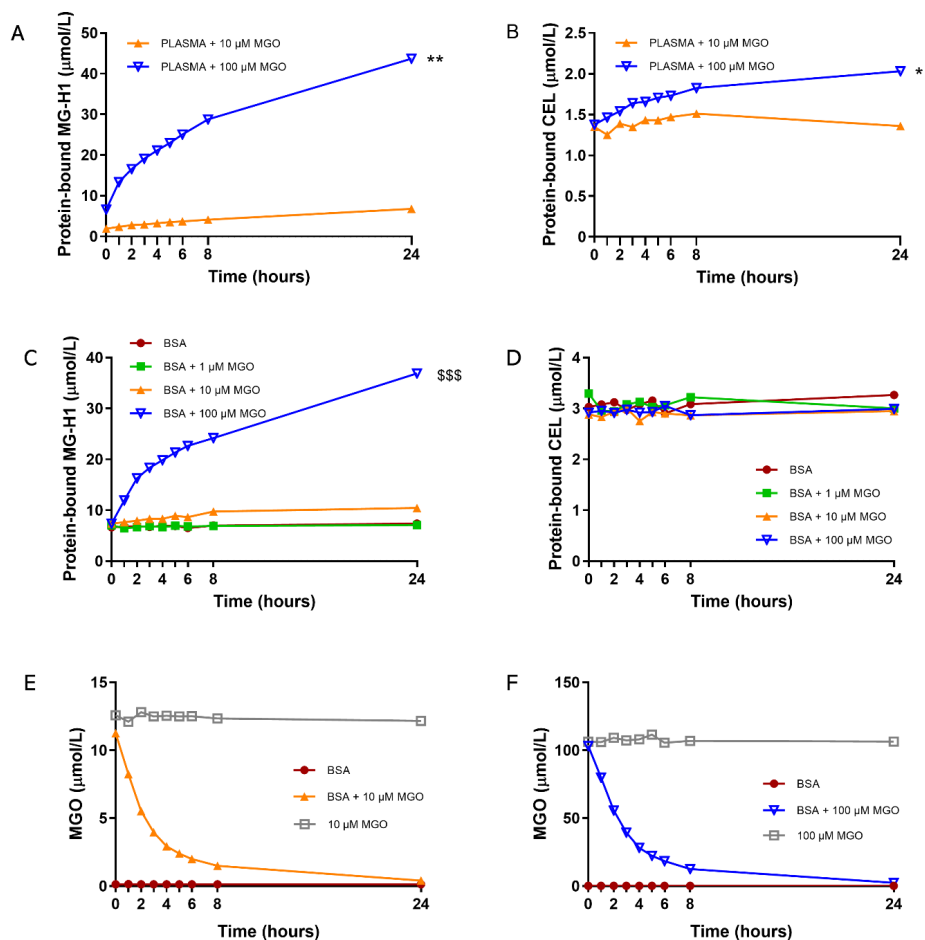 A
Protein-bound MG-H1 (μmol/L)
50
40
30
20
10
0
PLASMA + 10 μM MGO
PLASMA + 100 μM MGO
**
0 2 4 6 8 24
Time (hours)
B
Protein-bound CEL
(μmol/L)
2.5
2.0
1.5
1.0
0.5
0
PLASMA + 10 μM MGO
PLASMA + 100 μM MGO
*
0 2 4 6 8 24
Time (hours)
C
Protein-bound MG-H1 (μmol/L)
40
30
20
10
0
BSA
BSA + 1 μM MGO
BSA + 10 μM MGO
BSA + 100 μM MGO
$$$
0 2 4 6 8 24
Time (hours)
D
Protein-bound CEL
(μmol/L)
4
3
2
1
0
BSA
BSA + 1 μM MGO
BSA + 10 μM MGO
BSA + 100 μM MGO
0 2 4 6 8 24
Time (hours)
E
MGO (μmol/L)
15
10
5
0
BSA
BSA + 10 μM MGO
10 μM MGO
0 2 4 6 8 24
Time (hours)
F
MGO (μmol/L)
150
100
50
0
BSA
BSA + 100 μM MGO
100 μM MGO
0 2 4 6 8 24
Time (hours)